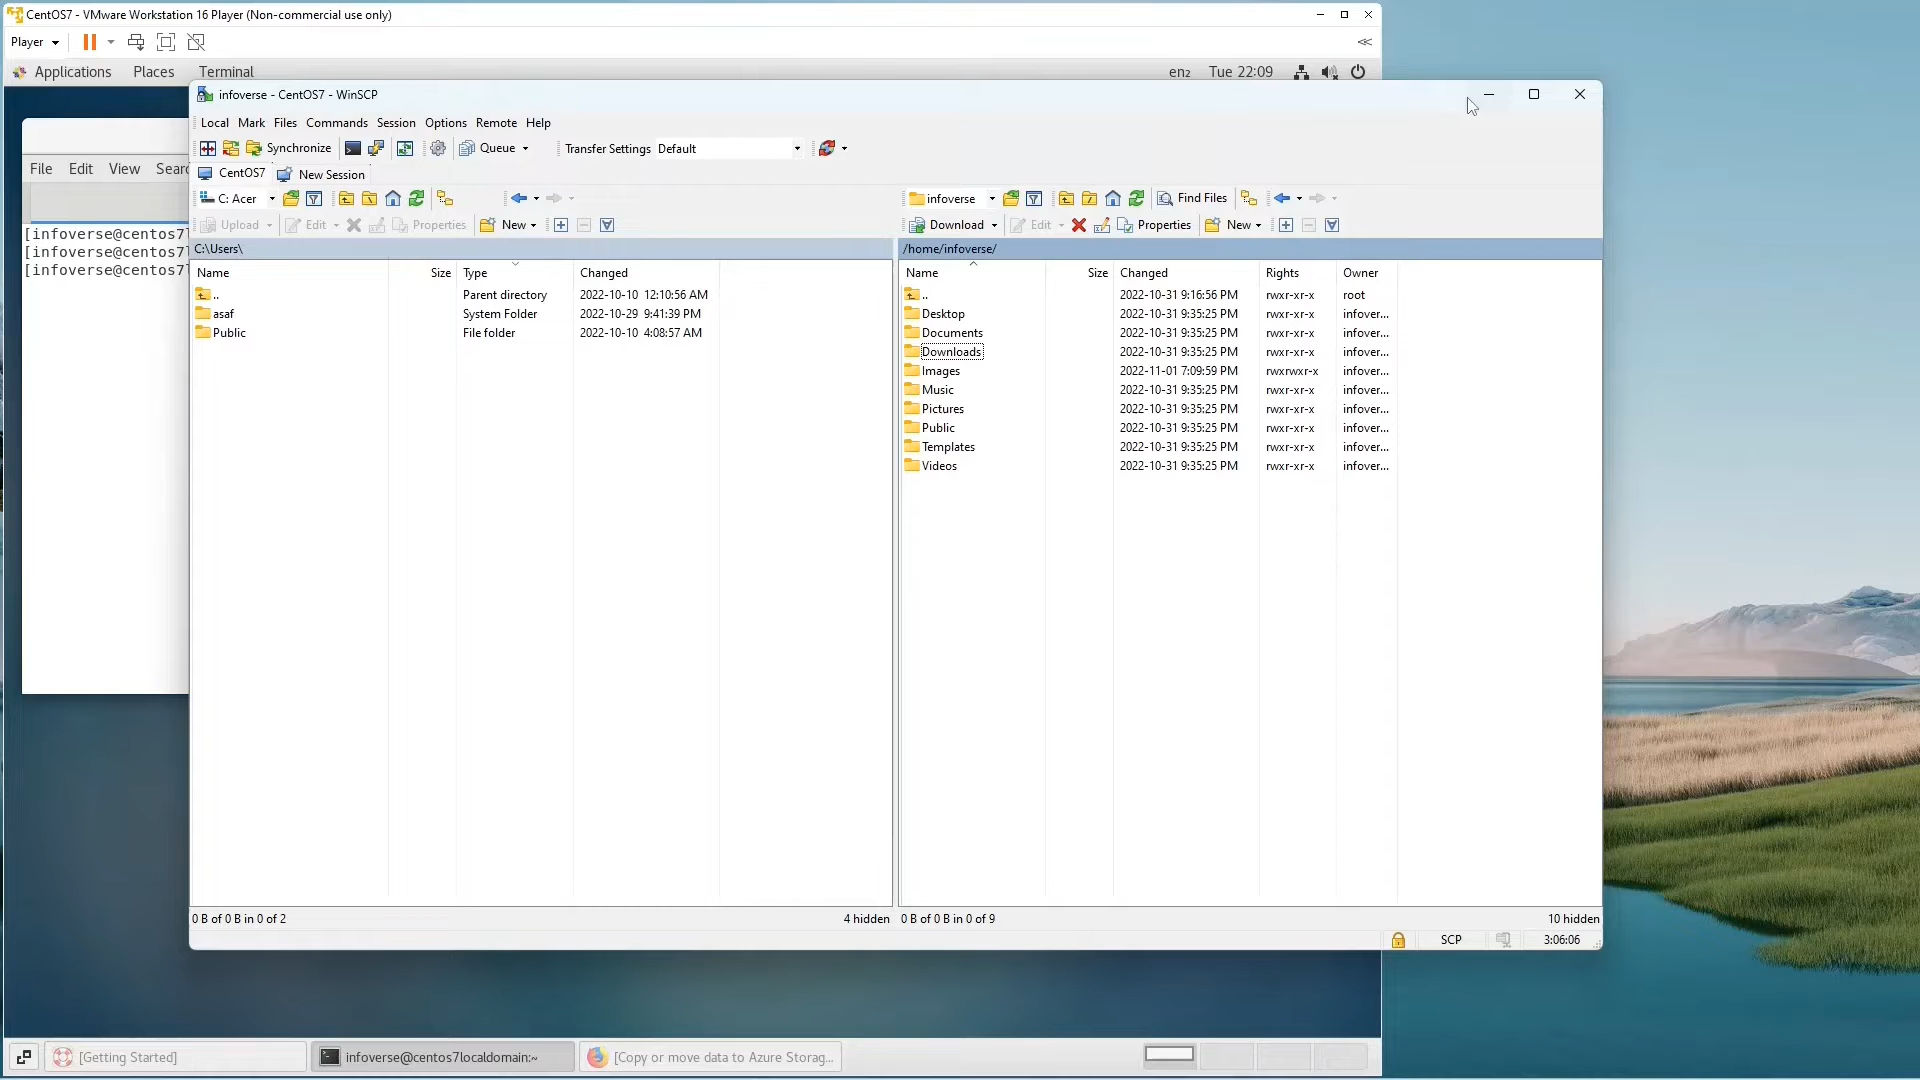 CentOS7 - VMware Workstation 16 Player (Non-commercial use only)
Player
Applications Places Terminal en2 Tue 22:09
infoverse - CentOS7 - WinSCP
Local Mark Files Commands Session Options Remote Help
Synchronize Queue Transfer Settings Default
CentOS7 New Session
File Edit View Searc
C: Acer infoverse Find Files
Upload Edit Properties New Download Edit Properties New
[infoverse@centos7l
[infoverse@centos7l
[infoverse@centos7l
C:\Users\ /home/infoverse/
Name Size Type Changed Name Size Changed Rights Owner
.. Parent directory 2022-10-10 12:10:56 AM .. 2022-10-31 9:16:56 PM rwxr-xr-x root
asaf System Folder 2022-10-29 9:41:39 PM Desktop 2022-10-31 9:35:25 PM rwxr-xr-x infover...
Public File folder 2022-10-10 4:08:57 AM Documents 2022-10-31 9:35:25 PM rwxr-xr-x infover...
Downloads 2022-10-31 9:35:25 PM rwxr-xr-x infover...
Images 2022-11-01 7:09:59 PM rwxrwxr-x infover...
Music 2022-10-31 9:35:25 PM rwxr-xr-x infover...
Pictures 2022-10-31 9:35:25 PM rwxr-xr-x infover...
Public 2022-10-31 9:35:25 PM rwxr-xr-x infover...
Templates 2022-10-31 9:35:25 PM rwxr-xr-x infover...
Videos 2022-10-31 9:35:25 PM rwxr-xr-x infover...
0 B of 0 B in 0 of 2 4 hidden 0 B of 0 B in 0 of 9 10 hidden
SCP 3:06:06
[Getting Started] infoverse@centos7localdomain:~ [Copy or move data to Azure Storag...